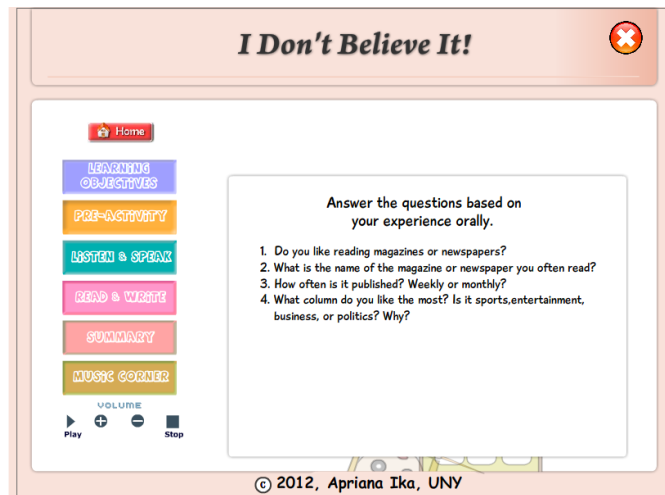 I Don't Believe It!
Home
LEARNING
OBJECTIVES
PRE-ACTIVITY
LISTEN & SPEAK
READ & WRITE
SUMMARY
MUSIC CORNER
VOLUME
Play
Stop
Answer the questions based on
your experience orally.
1. Do you like reading magazines or newspapers?
2. What is the name of the magazine or newspaper you often read?
3. How often is it published? Weekly or monthly?
4. What column do you like the most? Is it sports,entertainment,
business, or politics? Why?
© 2012, Apriana Ika, UNY